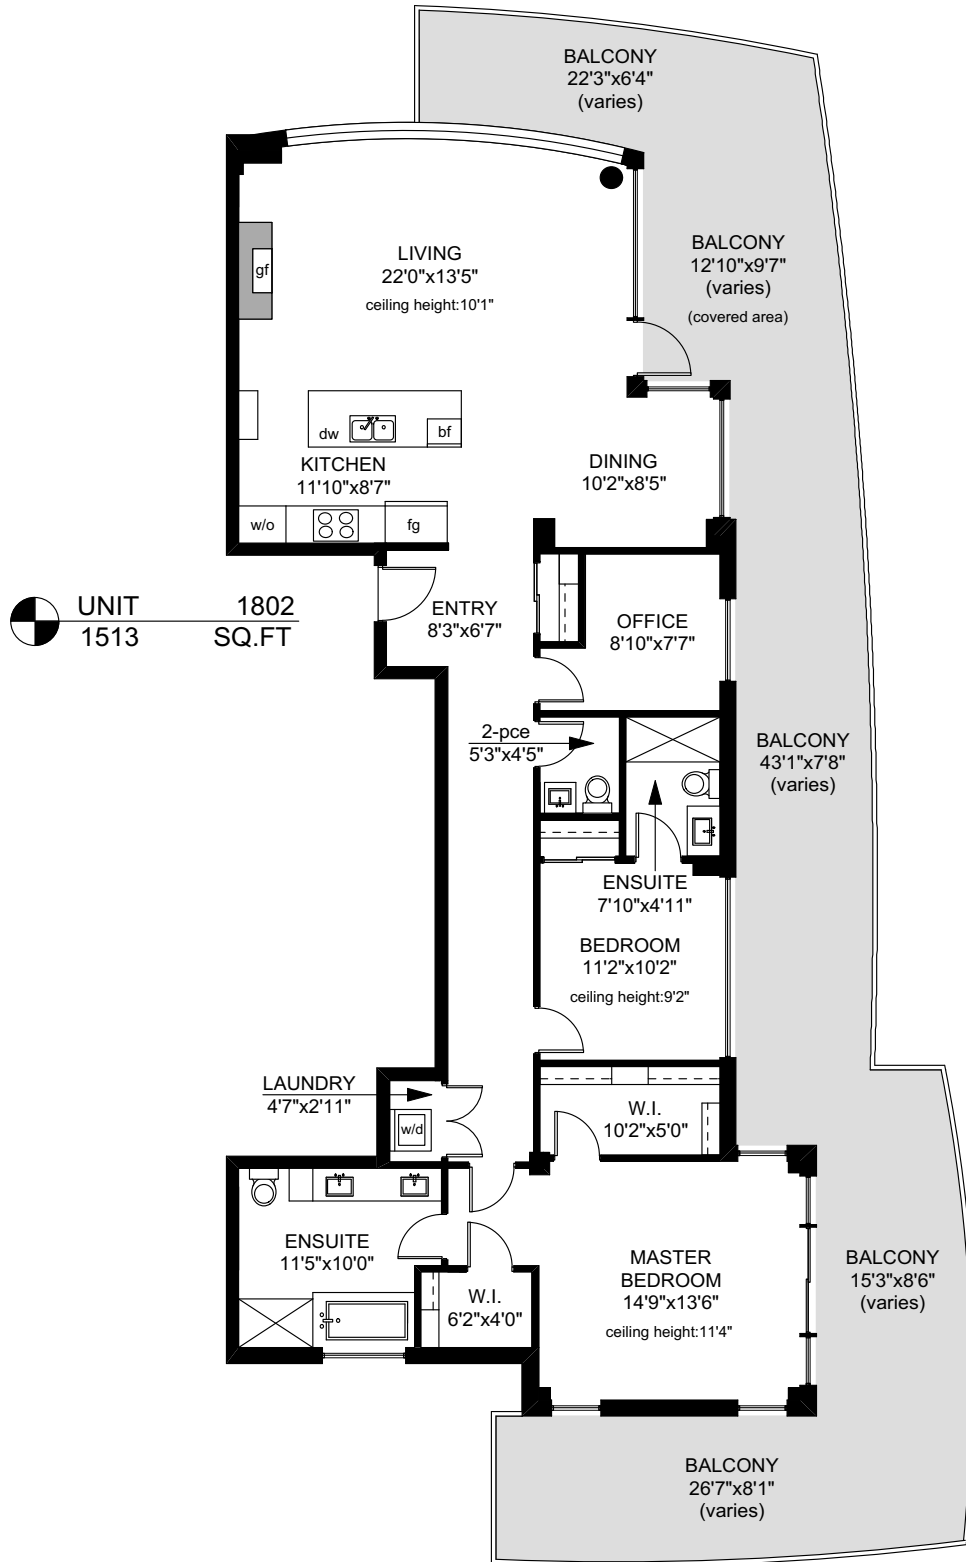 BALCONY
22'3"x6'4"
(varies)
LIVING
22'0"x13'5"
ceiling height:10'1"
gf
BALCONY
12'10"x9'7"
(varies)
(covered area)
dw
bf
KITCHEN
11'10"x8'7"
DINING
10'2"x8'5"
w/o
fg
UNIT 1802
1513 SQ.FT
ENTRY
8'3"x6'7"
OFFICE
8'10"x7'7"
2-pce
5'3"x4'5"
BALCONY
43'1"x7'8"
(varies)
ENSUITE
7'10"x4'11"
BEDROOM
11'2"x10'2"
ceiling height:9'2"
LAUNDRY
4'7"x2'11"
w/d
W.I.
10'2"x5'0"
ENSUITE
11'5"x10'0"
W.I.
6'2"x4'0"
MASTER
BEDROOM
14'9"x13'6"
ceiling height:11'4"
BALCONY
15'3"x8'6"
(varies)
BALCONY
26'7"x8'1"
(varies)